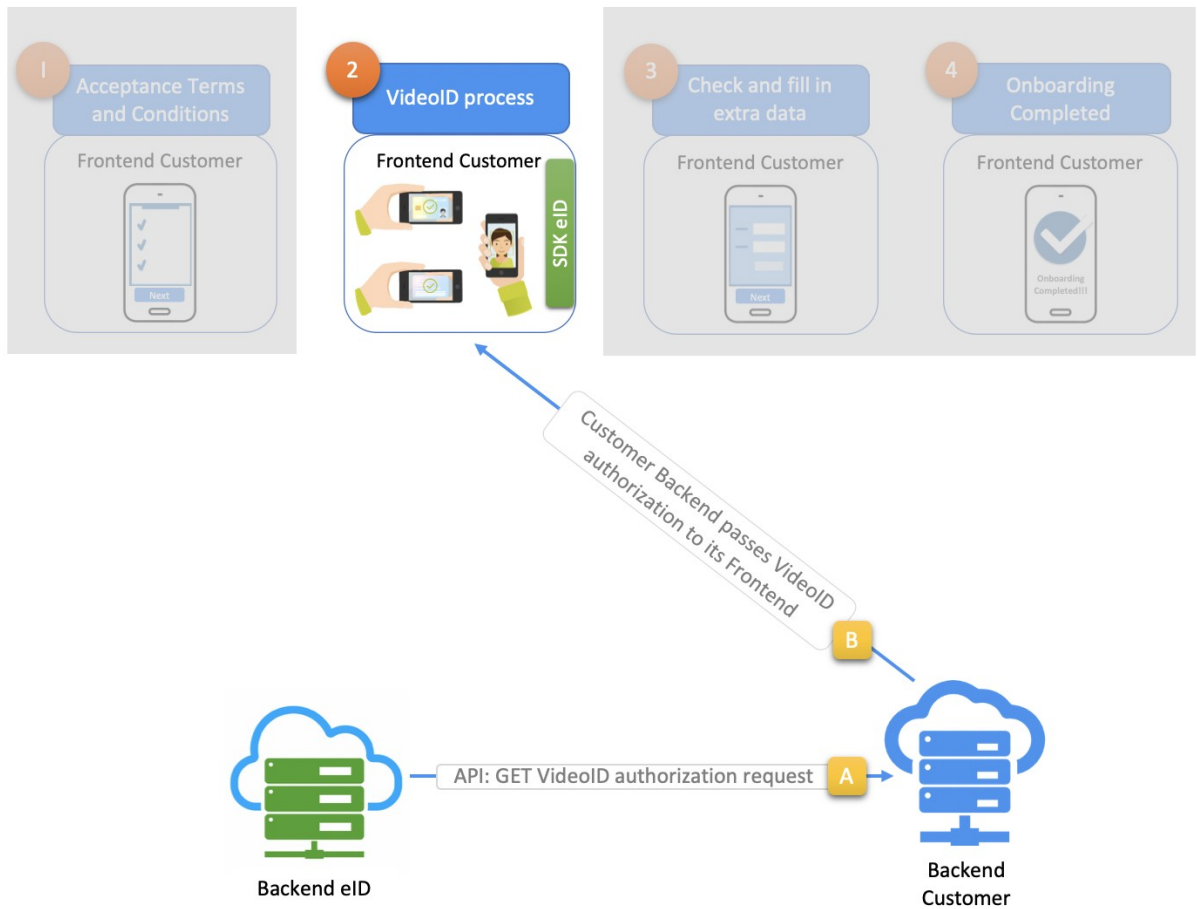 1
Acceptance Terms
and Conditions
Frontend Customer
Next
2
VideoID process
Frontend Customer
SDK eID
3
Check and fill in
extra data
Frontend Customer
Next
4
Onboarding
Completed
Frontend Customer
Onboarding
Completed!!!
Customer Backend passes VideoID
authorization to its Frontend
B
API: GET VideoID authorization request
A
Backend eID
Backend
Customer